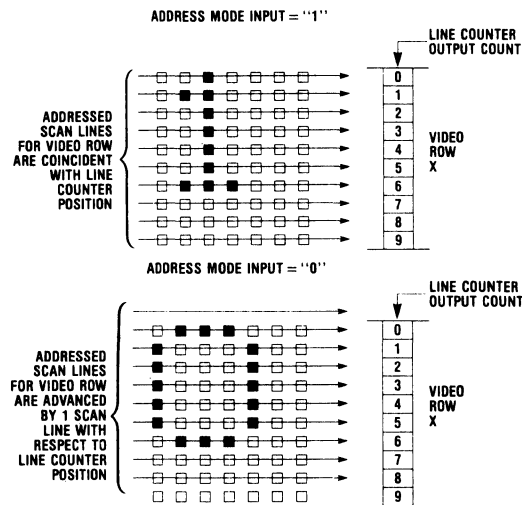 ADDRESS MODE INPUT = "1"
LINE COUNTER
OUTPUT COUNT
ADDRESSED
SCAN LINES
FOR VIDEO ROW
ARE COINCIDENT
WITH LINE
COUNTER
POSITION
0
1
2
3
4
5
6
7
8
9
VIDEO
ROW
X
ADDRESS MODE INPUT = "0"
LINE COUNTER
OUTPUT COUNT
ADDRESSED
SCAN LINES
FOR VIDEO ROW
ARE ADVANCED
BY 1 SCAN
LINE WITH
RESPECT TO
LINE COUNTER
POSITION
0
1
2
3
4
5
6
7
8
9
VIDEO
ROW
X